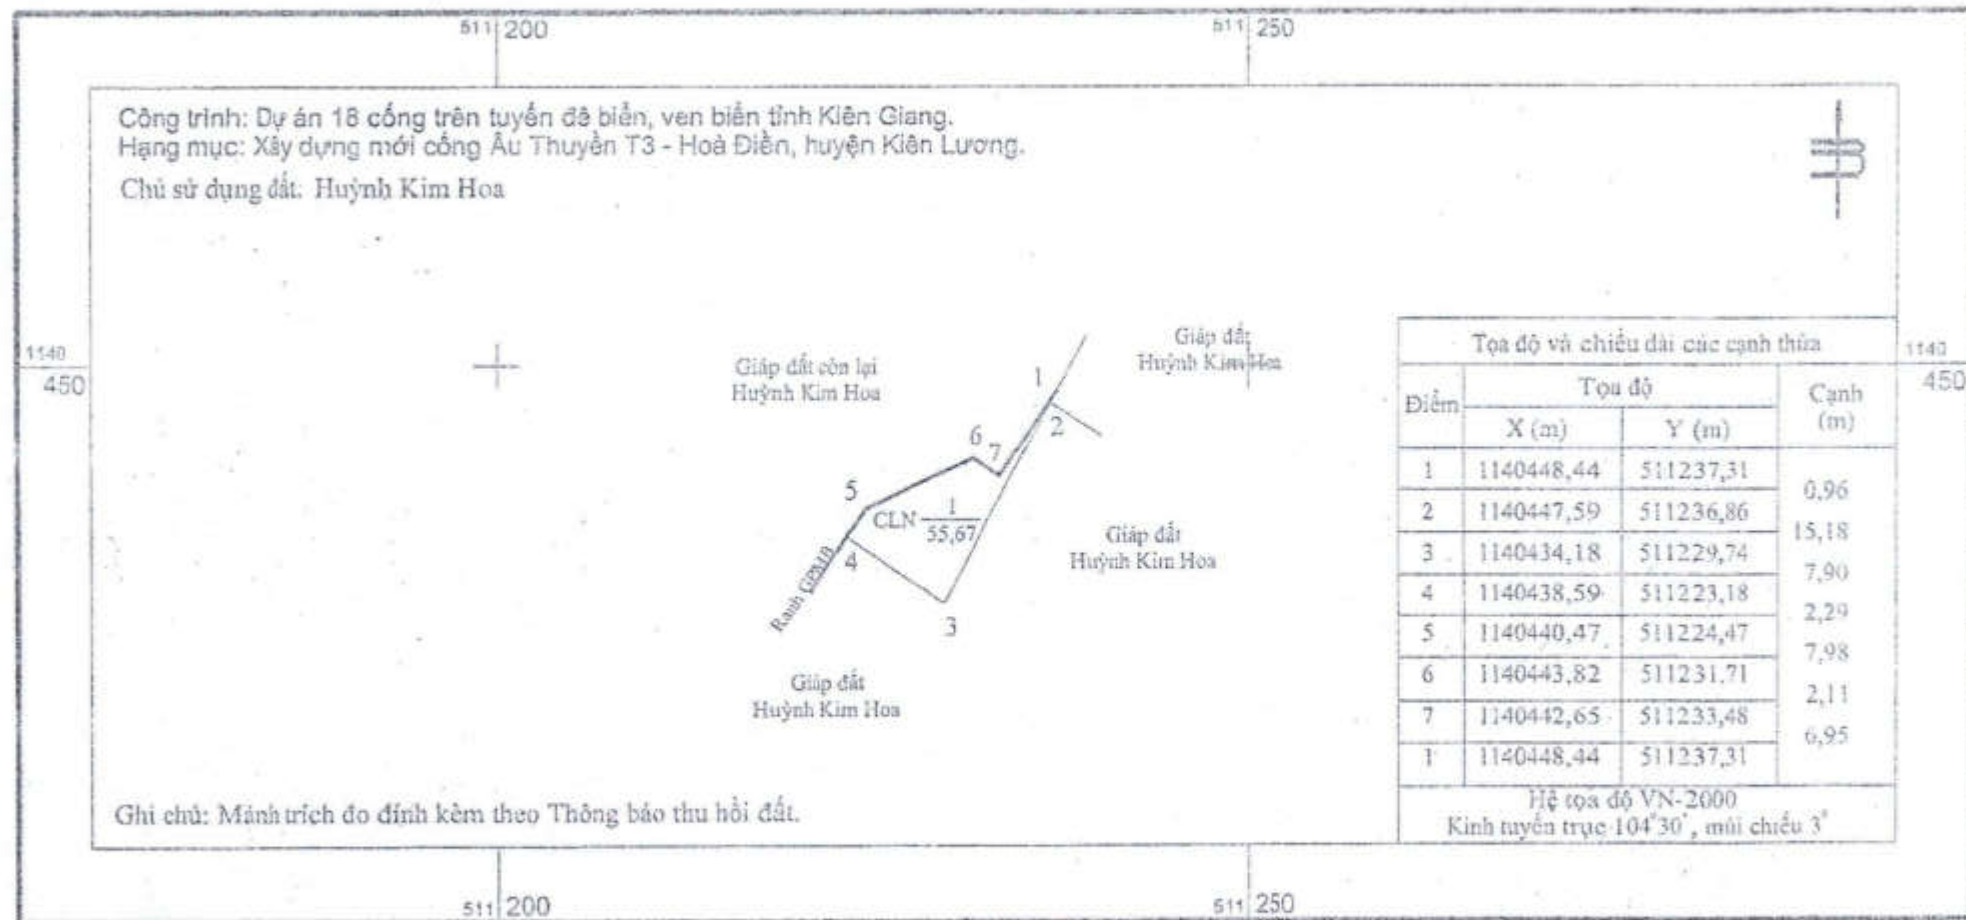 511 200
511 250
Công trình: Dự án 18 cống trên tuyến đê biển, ven biển tỉnh Kiên Giang.
Hạng mục: Xây dựng mới cống Âu Thuyền T3 - Hoà Điền, huyện Kiên Lương.
Chủ sử dụng đất: Huỳnh Kim Hoa
1140
450
1140
450
Giáp đất còn lại
Huỳnh Kim Hoa
Giáp đất
Huỳnh Kim Hoa
1
2
6
7
5
CLN 1
55,67
4
3
Ranh GPMB
Giáp đất
Huỳnh Kim Hoa
Giáp đất
Huỳnh Kim Hoa
Tọa độ và chiều dài các cạnh thửa
Điểm Tọa độ Cạnh
X (m) Y (m) (m)
1 1140448,44 511237,31
0,96
2 1140447,59 511236,86
15,18
3 1140434,18 511229,74
7,90
4 1140438,59 511223,18
2,29
5 1140440,47 511224,47
7,98
6 1140443,82 511231,71
2,11
7 1140442,65 511233,48
6,95
1 1140448,44 511237,31
Hệ tọa độ VN-2000
Kinh tuyến trục 104°30', múi chiếu 3°
Ghi chú: Mảnh trích đo đính kèm theo Thông báo thu hồi đất.
511 200
511 250